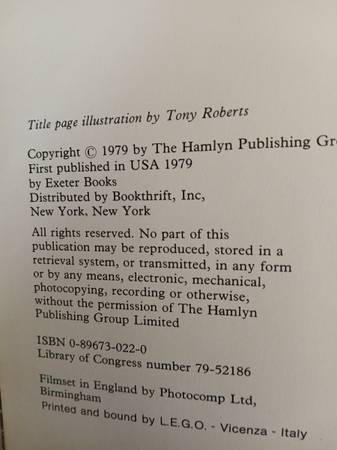 Title page illustration by Tony Roberts
Copyright © 1979 by The Hamlyn Publishing Gro
First published in USA 1979
by Exeter Books
Distributed by Bookthrift, Inc,
New York, New York
All rights reserved. No part of this
publication may be reproduced, stored in a
retrieval system, or transmitted, in any form
or by any means, electronic, mechanical,
photocopying, recording or otherwise,
without the permission of The Hamlyn
Publishing Group Limited
ISBN 0-89673-022-0
Library of Congress number 79-52186
Filmset in England by Photocomp Ltd,
Birmingham
Printed and bound by L.E.G.O. - Vicenza - Italy